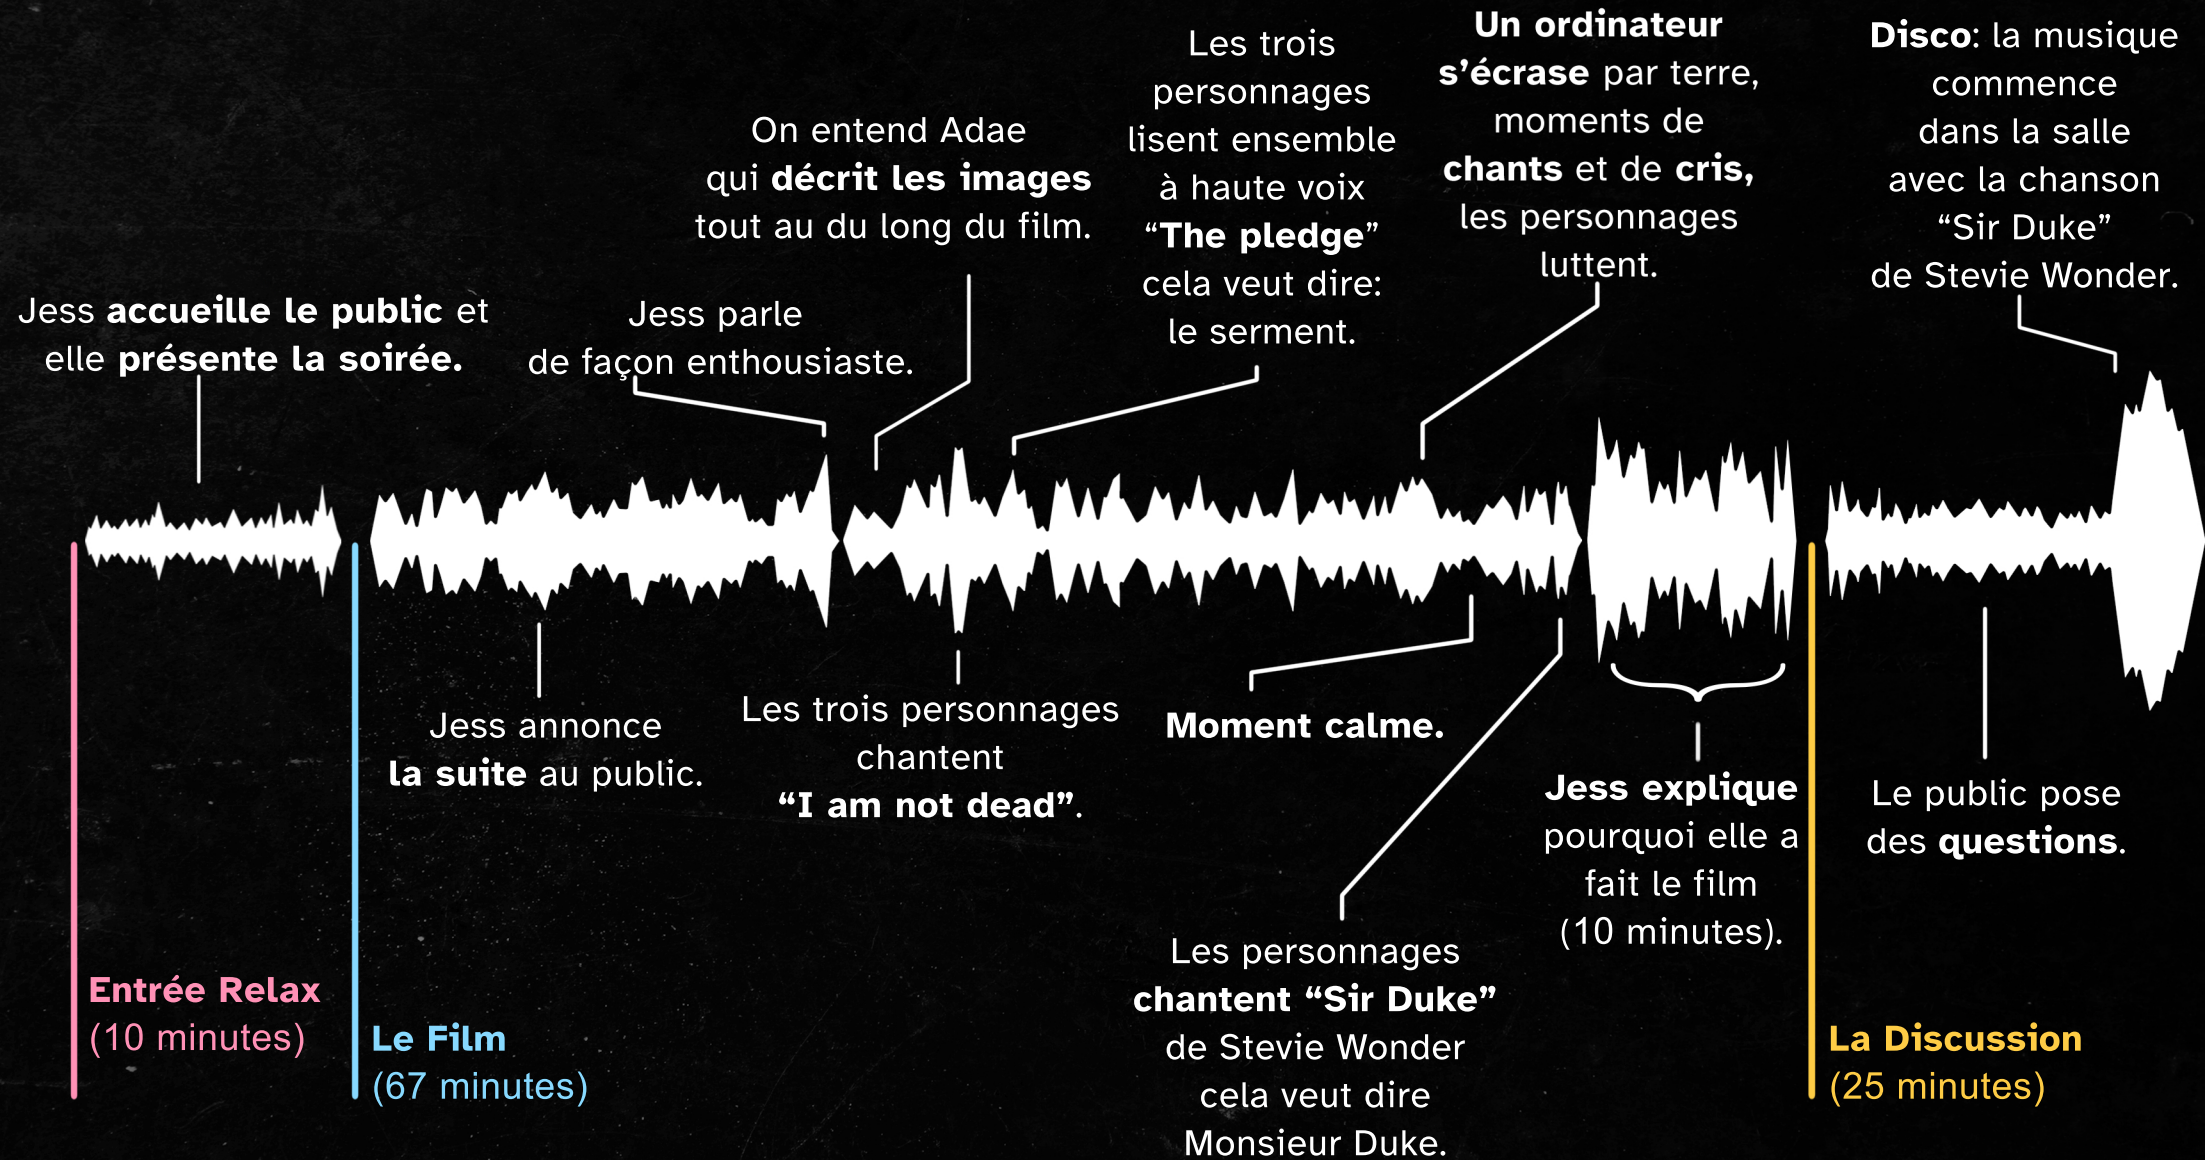 Jess accueille le public et
elle présente la soirée.
Jess parle
de façon enthousiaste.
On entend Adae
qui décrit les images
tout au du long du film.
Les trois
personnages
lisent ensemble
à haute voix
“The pledge”
cela veut dire:
le serment.
Un ordinateur
s’écrase par terre,
moments de
chants et de cris,
les personnages
luttent.
Disco: la musique
commence
dans la salle
avec la chanson
“Sir Duke”
de Stevie Wonder.
Jess annonce
la suite au public.
Les trois personnages
chantent
“I am not dead”.
Moment calme.
Les personnages
chantent “Sir Duke”
de Stevie Wonder
cela veut dire
Monsieur Duke.
Jess explique
pourquoi elle a
fait le film
(10 minutes).
Le public pose
des questions.
Entrée Relax
(10 minutes)
Le Film
(67 minutes)
La Discussion
(25 minutes)